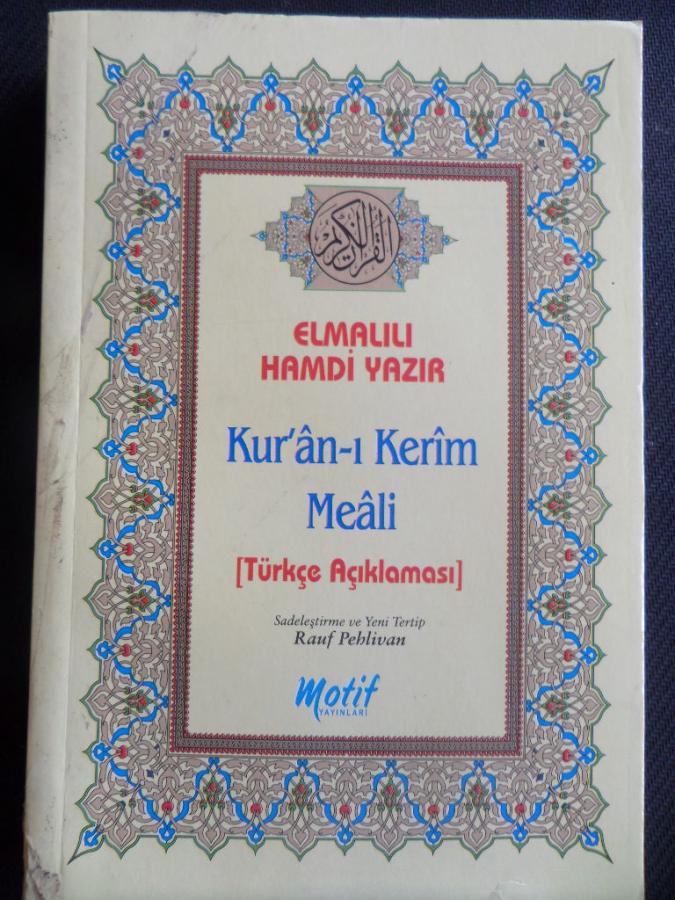 القرآن الكريم
ELMALILI
HAMDİ YAZIR
Kur'ân-ı Kerîm
Meâli
[Türkçe Açıklaması]
Sadeleştirme ve Yeni Tertip
Rauf Pehlivan
Motif
YAYINLARI